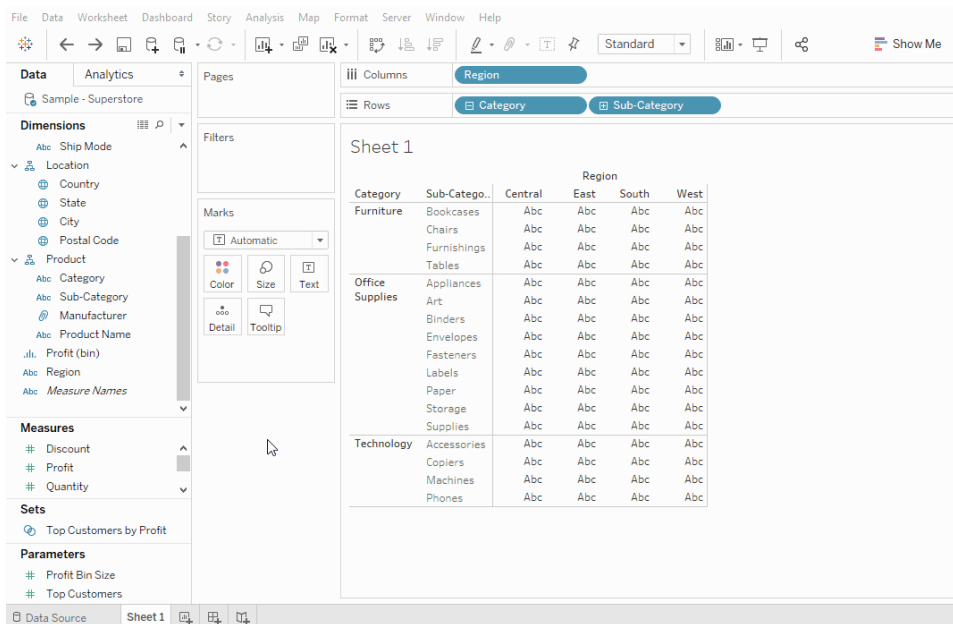 File Data Worksheet Dashboard Story Analysis Map Format Server Window Help
Standard
Show Me
Data Analytics
Sample - Superstore
Dimensions
Abc Ship Mode
Location
Country
State
City
Postal Code
Product
Abc Category
Abc Sub-Category
Manufacturer
Abc Product Name
Profit (bin)
Abc Region
Abc Measure Names
Measures
# Discount
# Profit
# Quantity
Sets
Top Customers by Profit
Parameters
# Profit Bin Size
# Top Customers
Pages
Filters
Marks
T Automatic
Color Size T Text
Detail Tooltip
Columns Region
Rows Category Sub-Category
Sheet 1
Region
Category Sub-Catego.. Central East South West
Furniture Bookcases Abc Abc Abc Abc
Chairs Abc Abc Abc Abc
Furnishings Abc Abc Abc Abc
Tables Abc Abc Abc Abc
Office Supplies Appliances Abc Abc Abc Abc
Art Abc Abc Abc Abc
Binders Abc Abc Abc Abc
Envelopes Abc Abc Abc Abc
Fasteners Abc Abc Abc Abc
Labels Abc Abc Abc Abc
Paper Abc Abc Abc Abc
Storage Abc Abc Abc Abc
Supplies Abc Abc Abc Abc
Technology Accessories Abc Abc Abc Abc
Copiers Abc Abc Abc Abc
Machines Abc Abc Abc Abc
Phones Abc Abc Abc Abc
Data Source Sheet 1